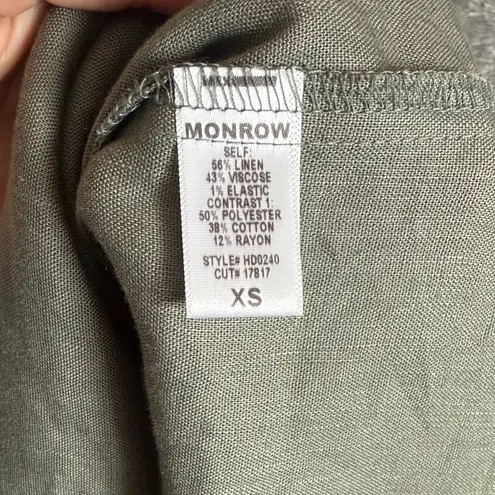 MONROW
SELF:
56% LINEN
43% VISCOSE
1% ELASTIC
CONTRAST 1:
50% POLYESTER
38% COTTON
12% RAYON
STYLE# HD0240
CUT# 17817
XS